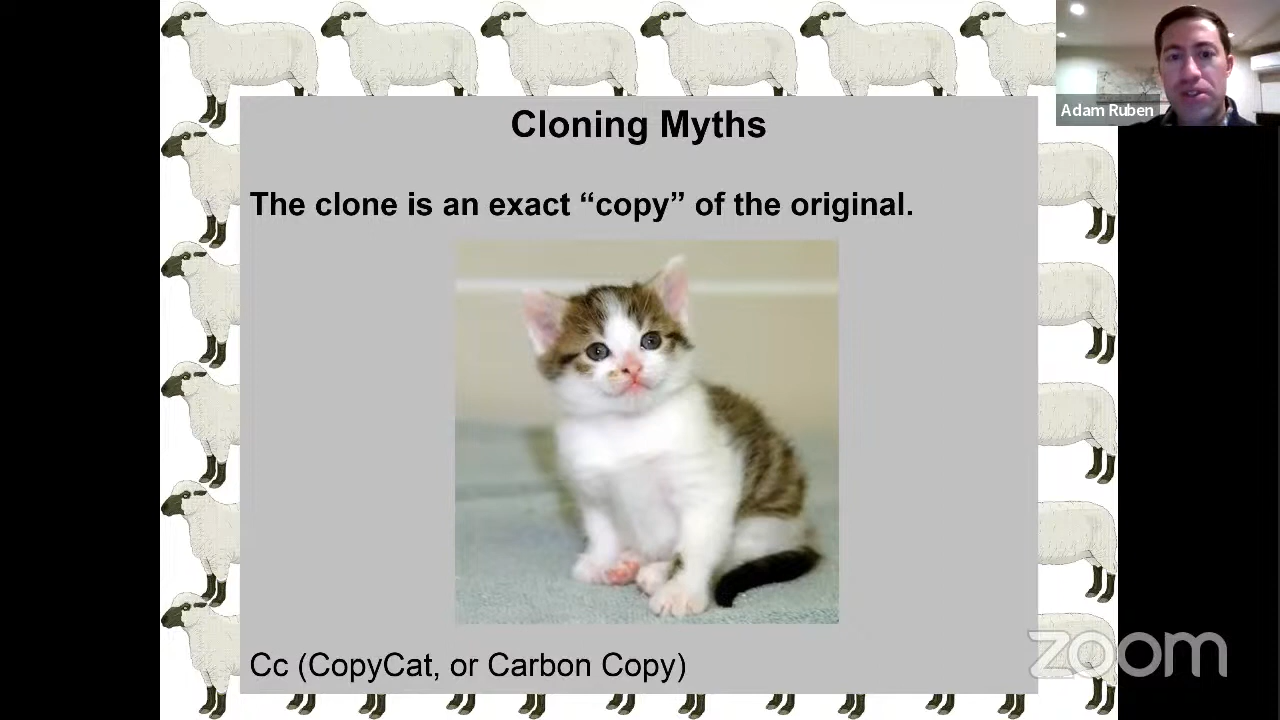 Cloning Myths
Adam Ruben
The clone is an exact “copy” of the original.
Cc (CopyCat, or Carbon Copy)
zoom